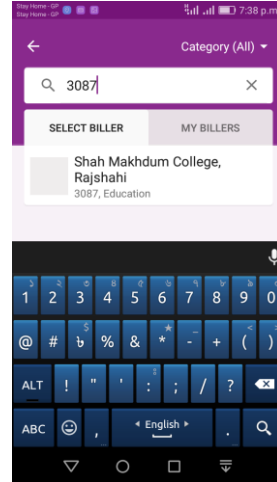 Stay Home - GP
Stay Home - GP
7:38 p.m.
Category (All)
3087
SELECT BILLER
MY BILLERS
Shah Makhdum College,
Rajshahi
3087, Education
1 2 3 4 5 6 7 8 9 0
@ # ৳ $ % & * - + ( )
ALT ! " ' : ; / ?
ABC , English .